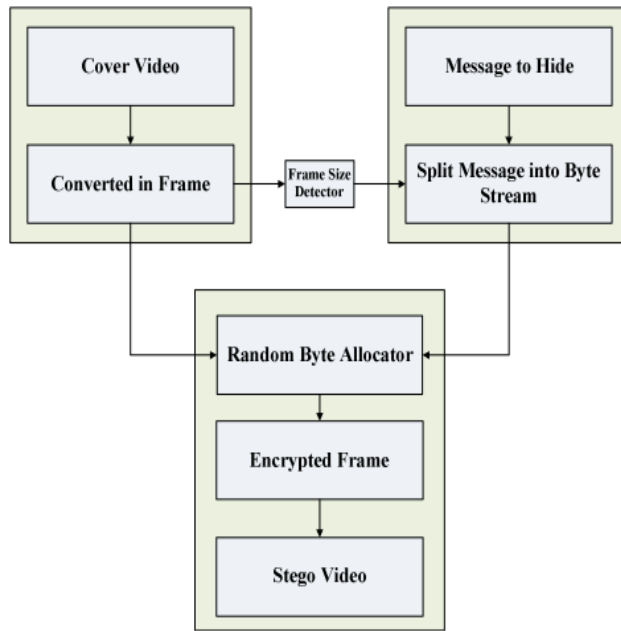 Cover Video
Message to Hide
Converted in Frame
Frame Size
Detector
Split Message into Byte
Stream
Random Byte Allocator
Encrypted Frame
Stego Video